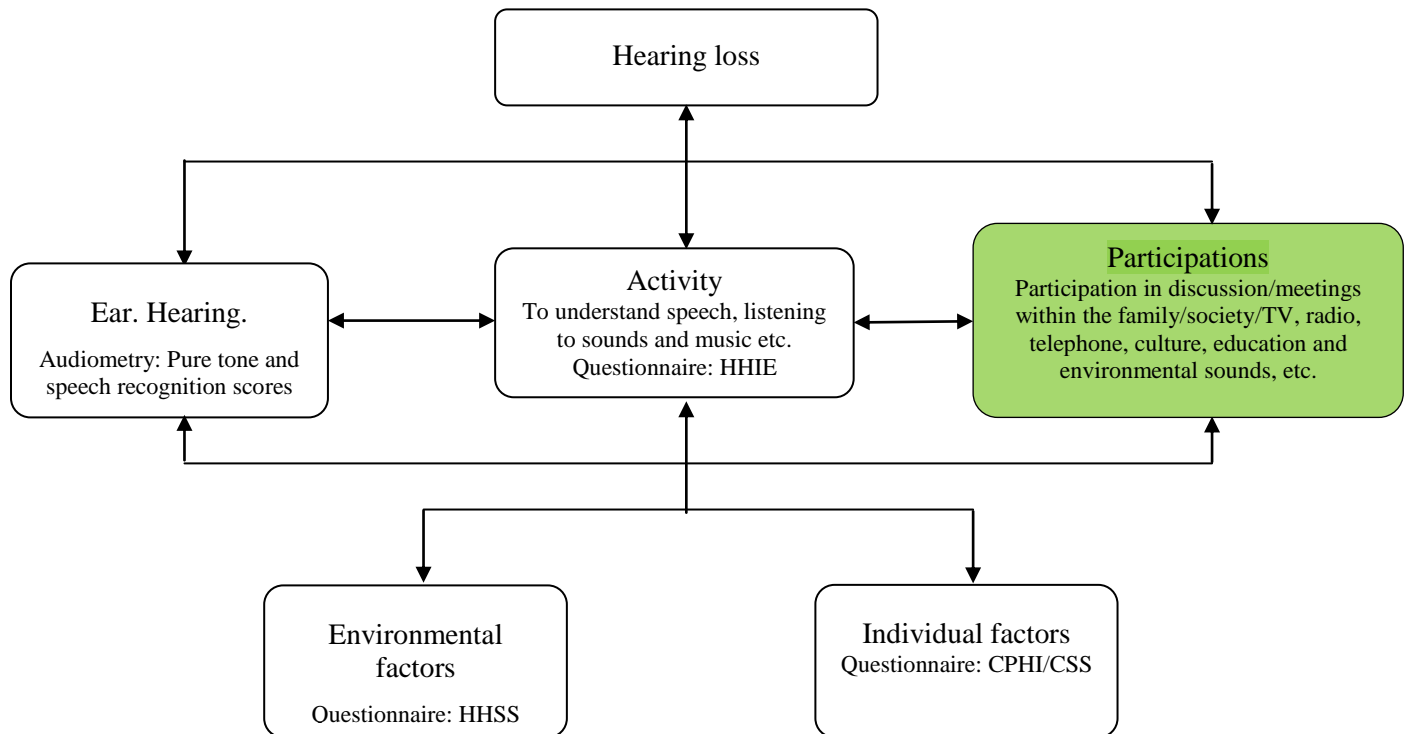 Hearing loss
Ear. Hearing.
Audiometry: Pure tone and
speech recognition scores
Activity
To understand speech, listening
to sounds and music etc.
Questionnaire: HHIE
Participations
Participation in discussion/meetings
within the family/society/TV, radio,
telephone, culture, education and
environmental sounds, etc.
Environmental
factors
Questionnaire: HHSS
Individual factors
Questionnaire: CPHI/CSS